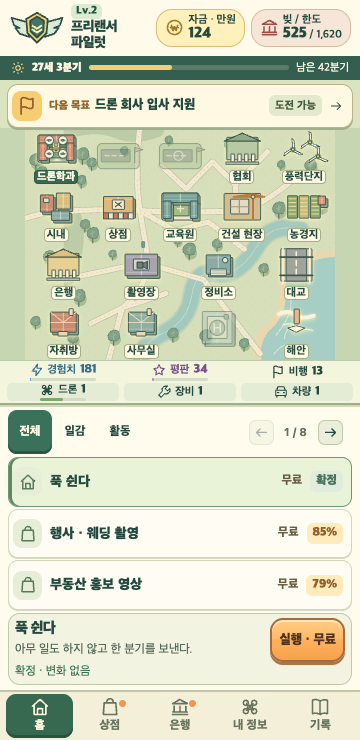 Lv.2
프리랜서
파일럿
자금 · 만원
124
빚 / 한도
525 / 1,620
27세 3분기
남은 42분기
다음 목표 드론 회사 입사 지원
도전 가능 →
드론학과
협회
풍력단지
시내
상점
교육원
건설 현장
농경지
은행
촬영장
정비소
대교
자취방
사무실
해안
경험치 181
평판 34
비행 13
드론 1
장비 1
차량 1
전체
일감
활동
← 1 / 8 →
푹 쉰다
무료 확정
행사 · 웨딩 촬영
무료 85%
부동산 홍보 영상
무료 79%
푹 쉰다
아무 일도 하지 않고 한 분기를 보낸다.
확정 · 변화 없음
실행 · 무료
홈
상점
은행
내 정보
기록